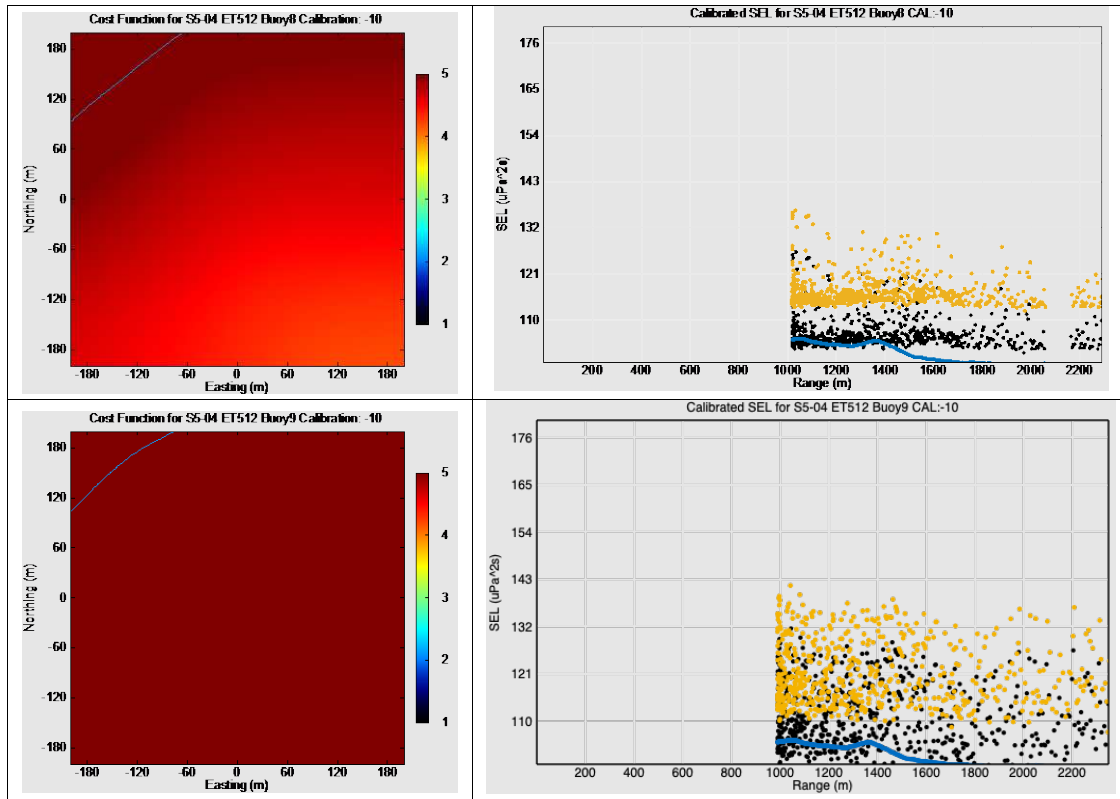 Cost Function for S5-04 ET512 Buoy8 Calibration: -10
180
120
60
0
-60
-120
-180
Northing (m)
-180 -120 -60 0 60 120 180
Easting (m)
5
4
3
2
1
Calibrated SEL for S5-04 ET512 Buoy8 CAL:-10
176
165
154
143
132
121
110
SEL (uPa^2s)
200 400 600 800 1000 1200 1400 1600 1800 2000 2200
Range (m)
Cost Function for S5-04 ET512 Buoy9 Calibration: -10
180
120
60
0
-60
-120
-180
Northing (m)
-180 -120 -60 0 60 120 180
Easting (m)
5
4
3
2
1
Calibrated SEL for S5-04 ET512 Buoy9 CAL:-10
176
165
154
143
132
121
110
SEL (uPa^2s)
200 400 600 800 1000 1200 1400 1600 1800 2000 2200
Range (m)